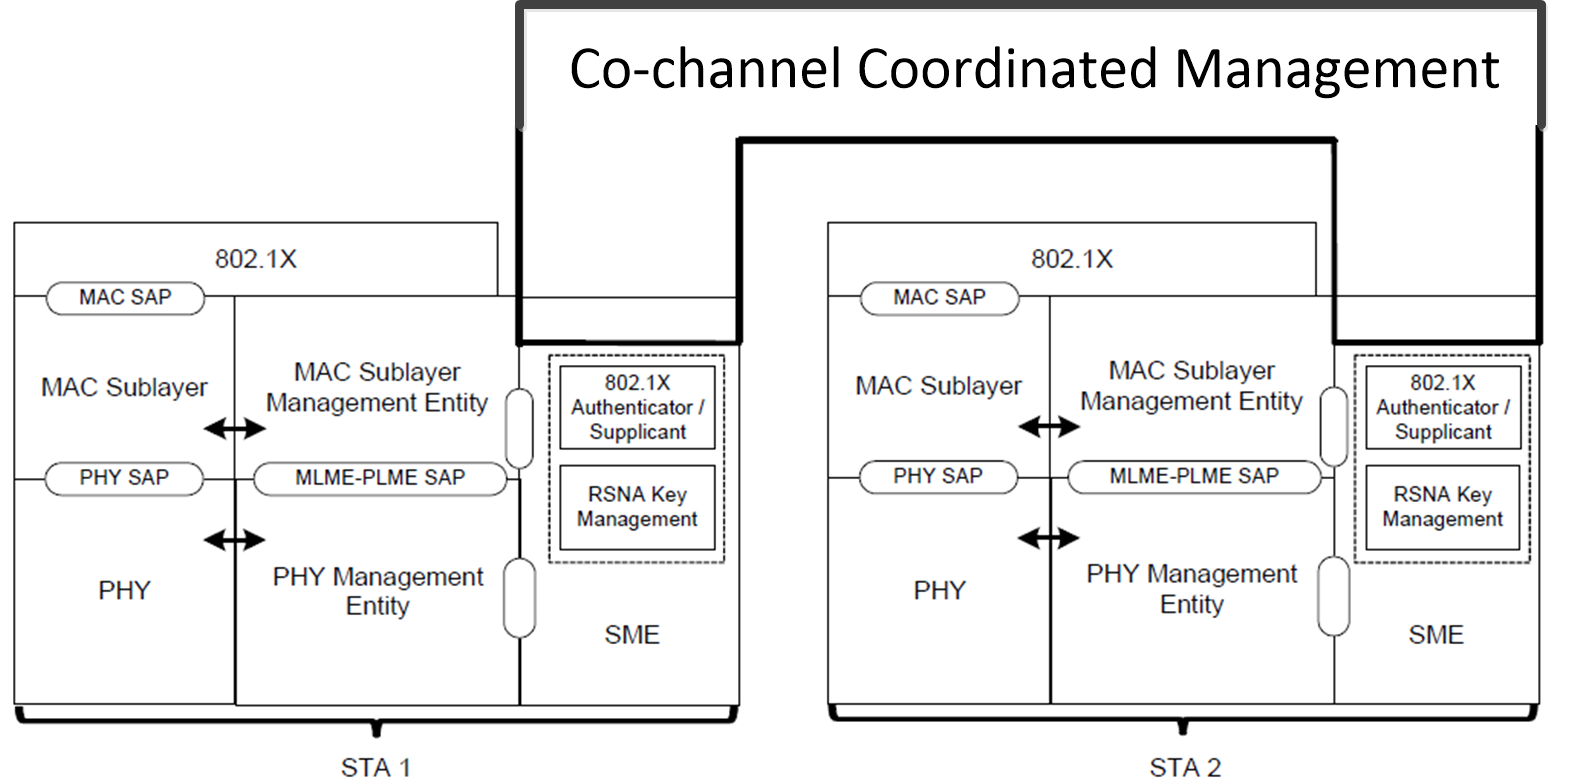 Co-channel Coordinated Management
802.1X
MAC SAP
MAC Sublayer
MAC Sublayer
Management Entity
802.1X
Authenticator /
Supplicant
PHY SAP
MLME-PLME SAP
RSNA Key
Management
PHY
PHY Management
Entity
SME
STA 1
802.1X
MAC SAP
MAC Sublayer
MAC Sublayer
Management Entity
802.1X
Authenticator /
Supplicant
PHY SAP
MLME-PLME SAP
RSNA Key
Management
PHY
PHY Management
Entity
SME
STA 2